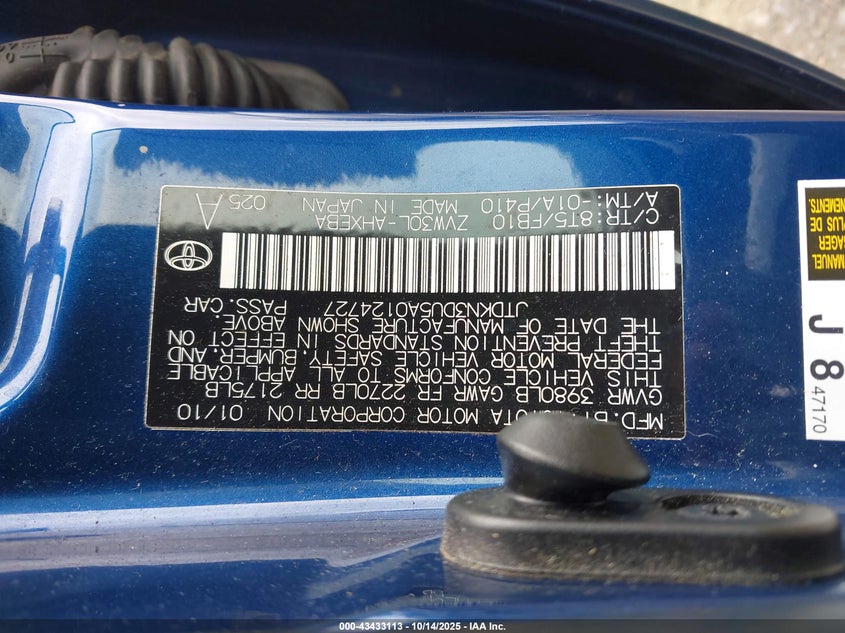 MFD. BY TOYOTA MOTOR CORPORATION 01/10
GVWR 3980LB GAWR FR 2270LB RR 2175LB
THIS VEHICLE CONFORMS TO ALL APPLICABLE
FEDERAL MOTOR VEHICLE SAFETY, BUMPER, AND
THEFT PREVENTION STANDARDS IN EFFECT ON
THE DATE OF MANUFACTURE SHOWN ABOVE.
JTDKN3DU5A0124727 PASS. CAR
C/TR:8T5/FB10 ZVW30L-AHXEBA
A/TM:-01A/P410 MADE IN JAPAN
025 A
MANUEL
PLUS DE
J 8
47170
000-43433113 - 10/14/2025 - IAA Inc.